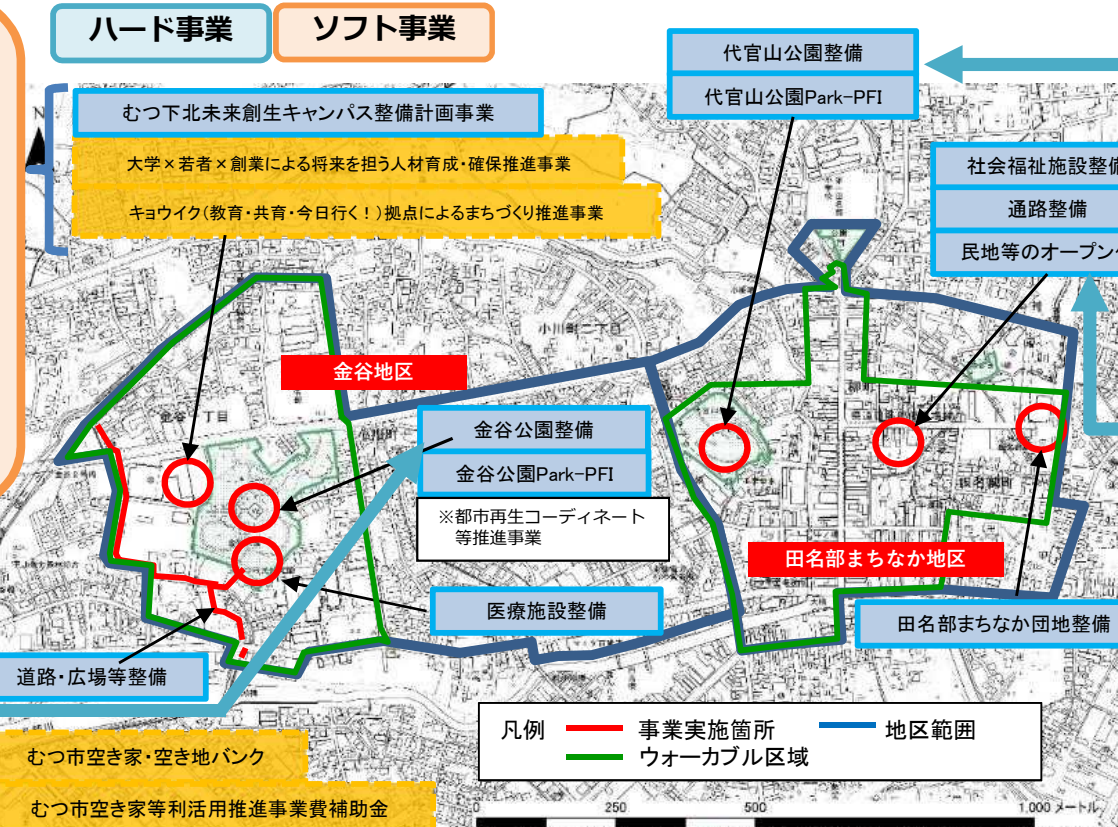 ハード事業
ソフト事業
代官山公園整備
代官山公園Park-PFI
むつ下北未来創生キャンパス整備計画事業
大学×若者×創業による将来を担う人材育成・確保推進事業
キョウイク(教育・共育・今日行く！)拠点によるまちづくり推進事業
社会福祉施設整備
通路整備
民地等のオープン
N
小川町二丁目
金谷地区
金谷公園整備
金谷公園Park-PFI
※都市再生コーディネート
等推進事業
田名部まちなか地区
医療施設整備
田名部まちなか団地整備
道路・広場等整備
凡例
事業実施箇所
地区範囲
ウォーカブル区域
むつ市空き家・空き地バンク
むつ市空き家等利活用推進事業費補助金
0
250
500
1,000 メートル